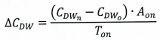 ΔC_DW = ((C_DW_n − C_DW_o) · A_on) / T_on